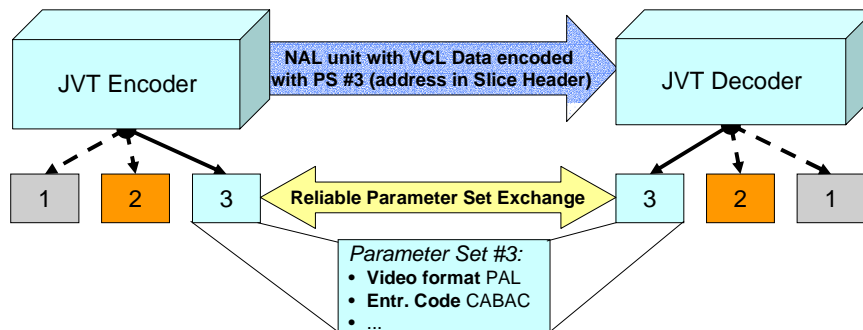 NAL unit with VCL Data encoded
with PS #3 (address in Slice Header)
JVT Encoder
JVT Decoder
1
2
3
Reliable Parameter Set Exchange
3
2
1
Parameter Set #3:
• Video format PAL
• Entr. Code CABAC
• ...